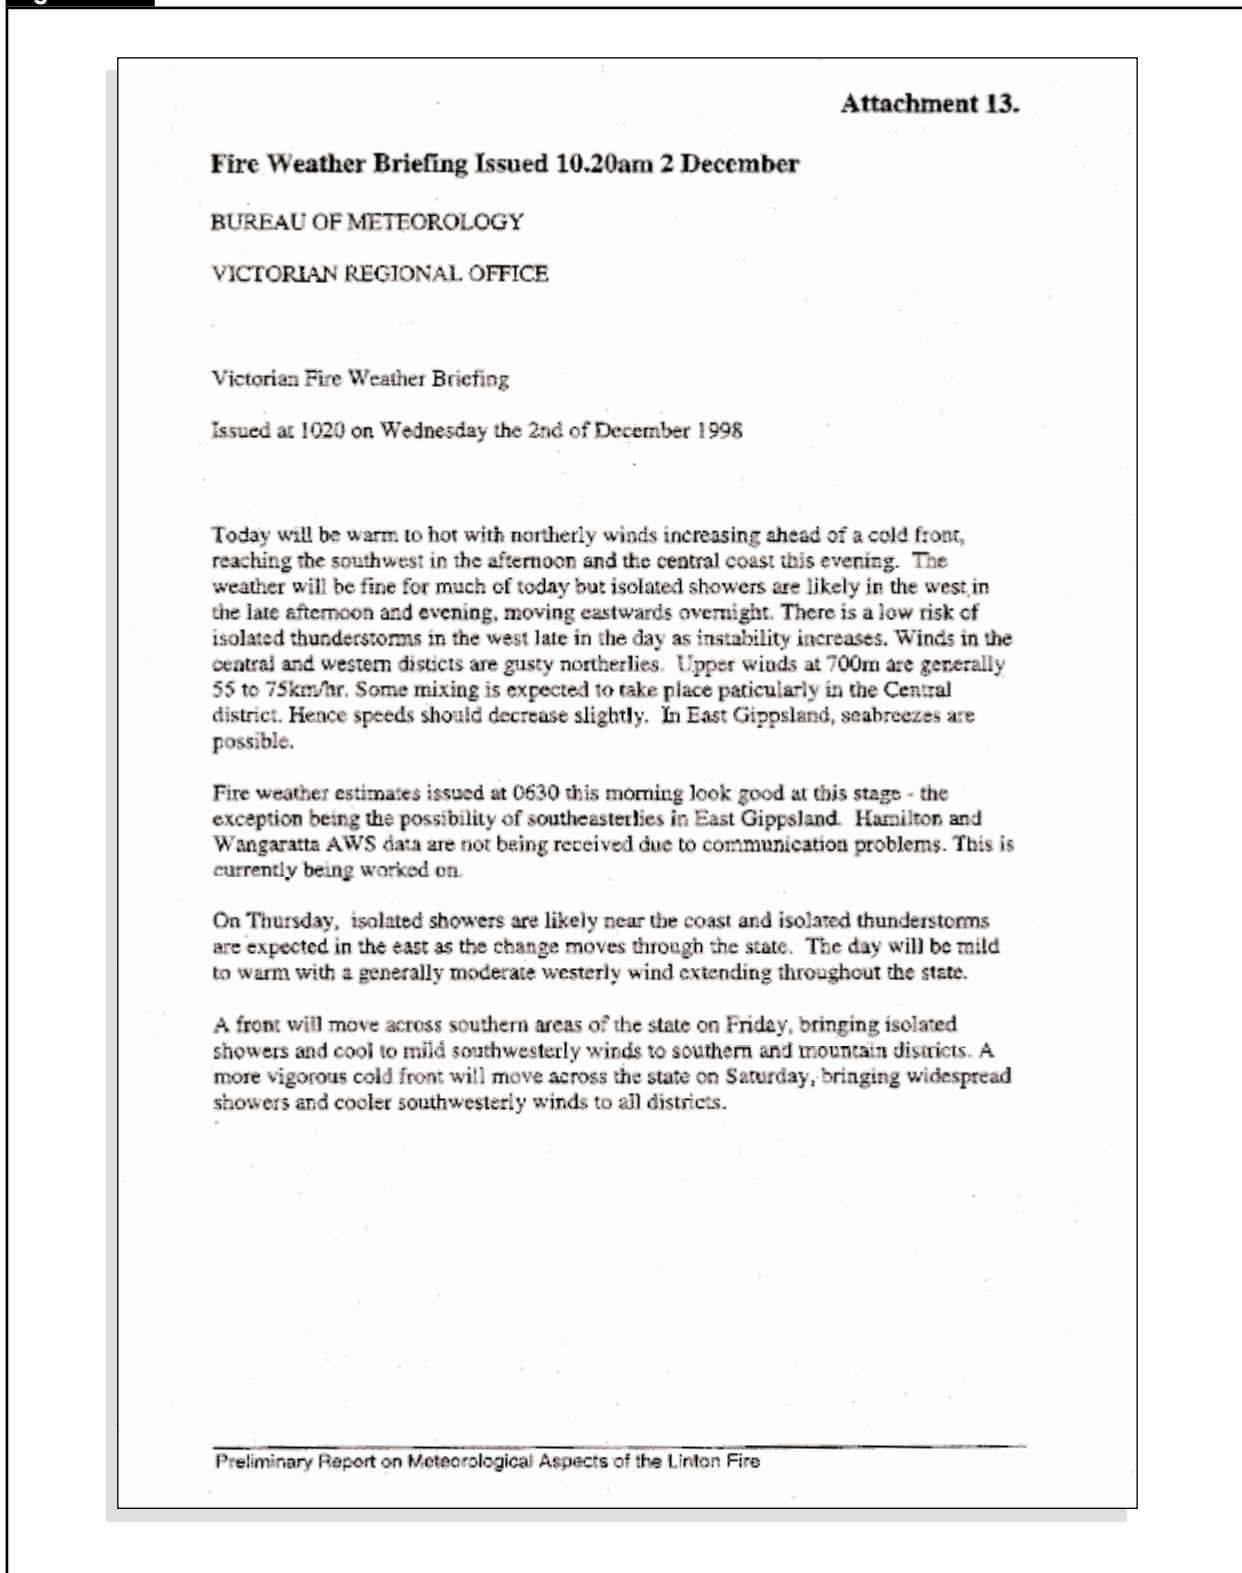 Attachment 13.
Fire Weather Briefing Issued 10.20am 2 December
BUREAU OF METEOROLOGY
VICTORIAN REGIONAL OFFICE
Victorian Fire Weather Briefing
Issued at 1020 on Wednesday the 2nd of December 1998
Today will be warm to hot with northerly winds increasing ahead of a cold front,
reaching the southwest in the afternoon and the central coast this evening. The
weather will be fine for much of today but isolated showers are likely in the west in
the late afternoon and evening, moving eastwards overnight. There is a low risk of
isolated thunderstorms in the west late in the day as instability increases. Winds in the
central and western disticts are gusty northerlies. Upper winds at 700m are generally
55 to 75km/hr. Some mixing is expected to take place paticularly in the Central
district. Hence speeds should decrease slightly. In East Gippsland, seabreezes are
possible.
Fire weather estimates issued at 0630 this morning look good at this stage - the
exception being the possibility of southeasterlies in East Gippsland. Hamilton and
Wangaratta AWS data are not being received due to communication problems. This is
currently being worked on.
On Thursday, isolated showers are likely near the coast and isolated thunderstorms
are expected in the east as the change moves through the state. The day will be mild
to warm with a generally moderate westerly wind extending throughout the state.
A front will move across southern areas of the state on Friday, bringing isolated
showers and cool to mild southwesterly winds to southern and mountain districts. A
more vigorous cold front will move across the state on Saturday, bringing widespread
showers and cooler southwesterly winds to all districts.
Preliminary Report on Meteorological Aspects of the Linton Fire